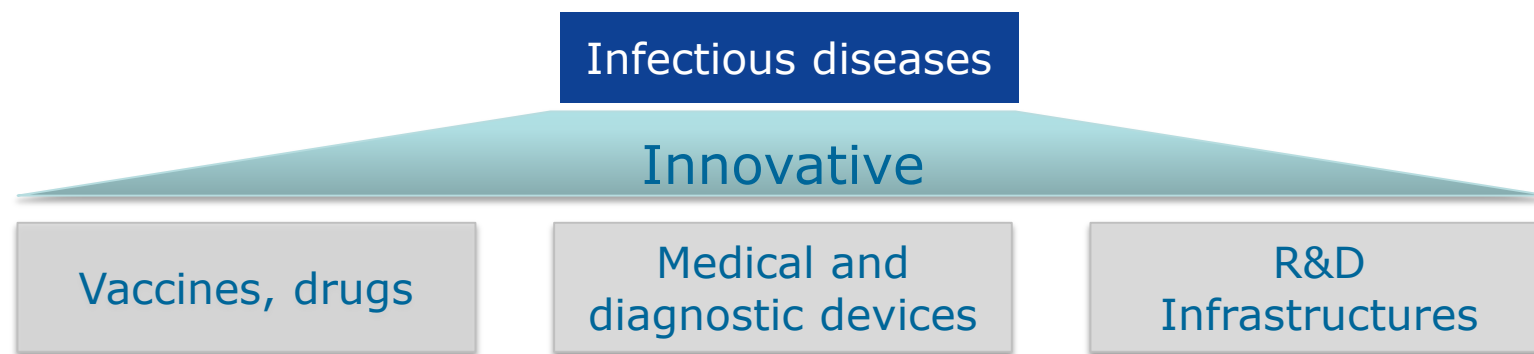 Infectious diseases
Innovative
Vaccines, drugs
Medical and
diagnostic devices
R&D
Infrastructures